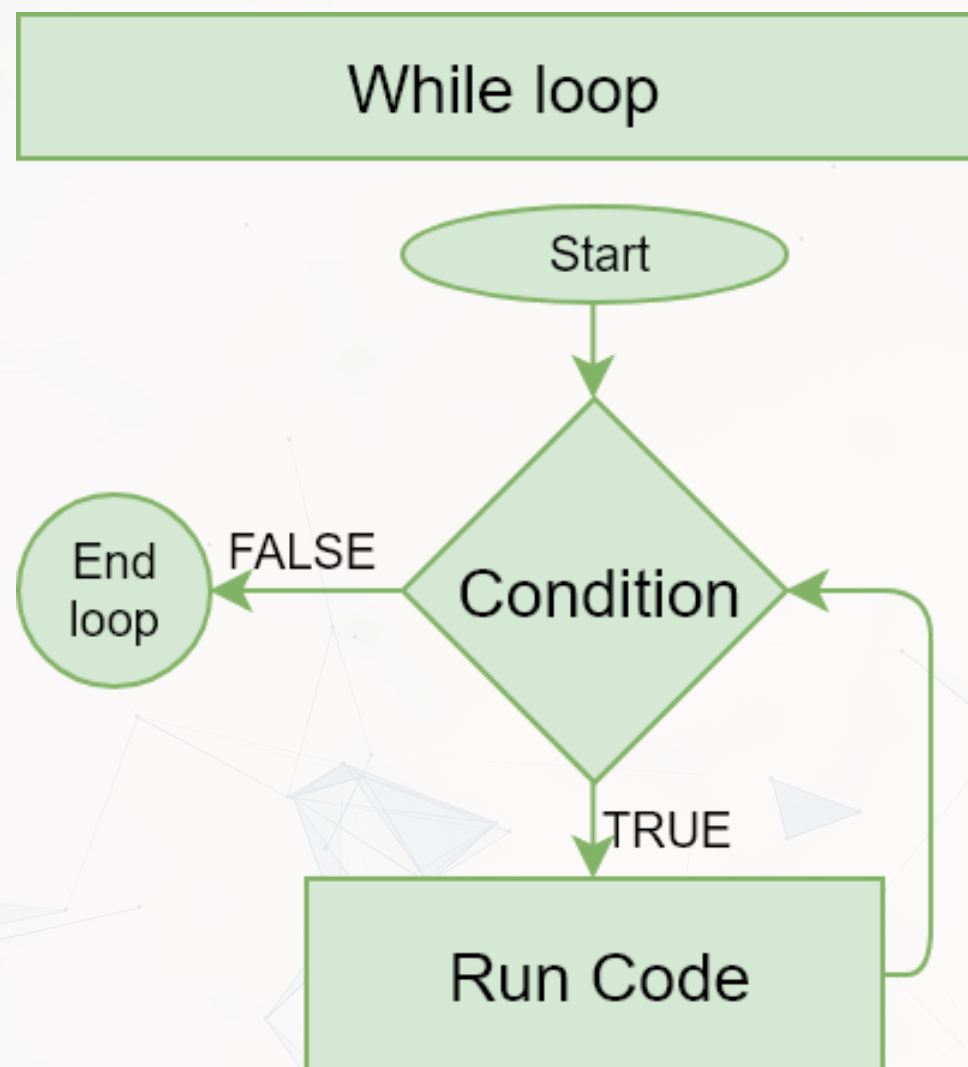 While loop
Start
End
loop
FALSE
Condition
TRUE
Run Code